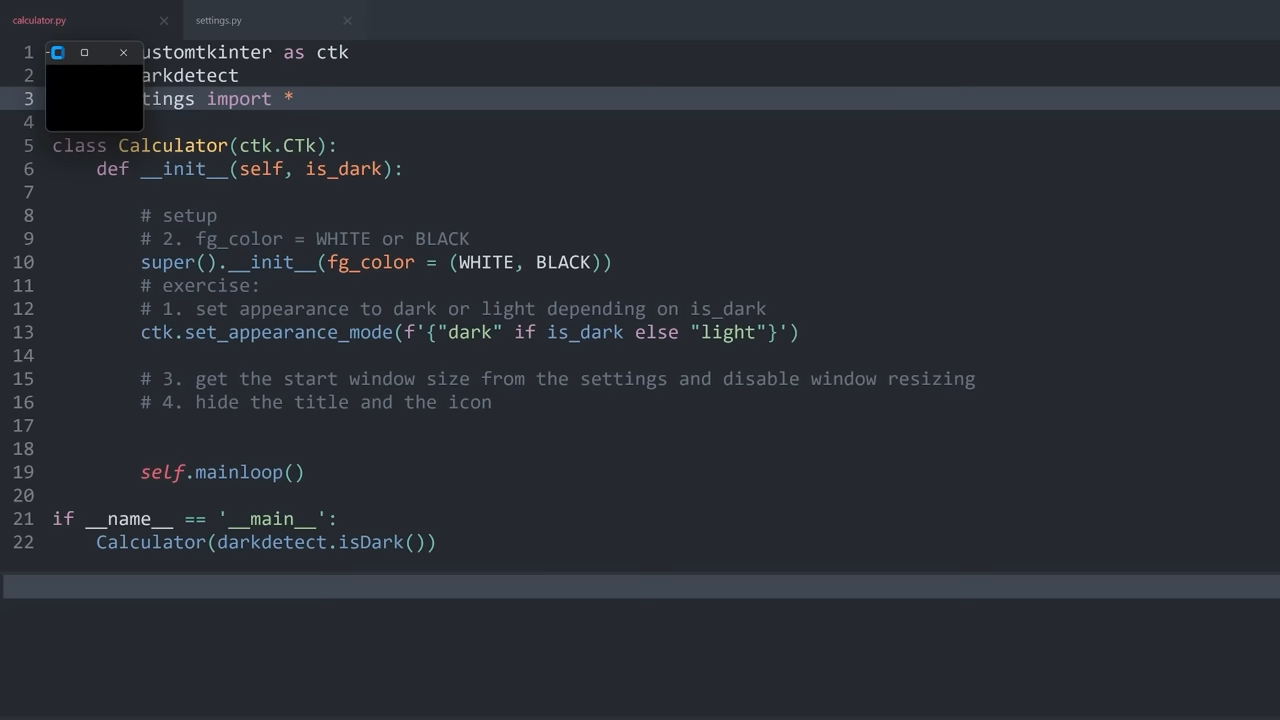 calculator.py
settings.py
1 ustomtkinter as ctk
2 arkdetect
3 tings import *
4
5 class Calculator(ctk.CTk):
6 def __init__(self, is_dark):
7
8 # setup
9 # 2. fg_color = WHITE or BLACK
10 super().__init__(fg_color = (WHITE, BLACK))
11 # exercise:
12 # 1. set appearance to dark or light depending on is_dark
13 ctk.set_appearance_mode(f'{"dark" if is_dark else "light"}')
14
15 # 3. get the start window size from the settings and disable window resizing
16 # 4. hide the title and the icon
17
18
19 self.mainloop()
20
21 if __name__ == '__main__':
22 Calculator(darkdetect.isDark())